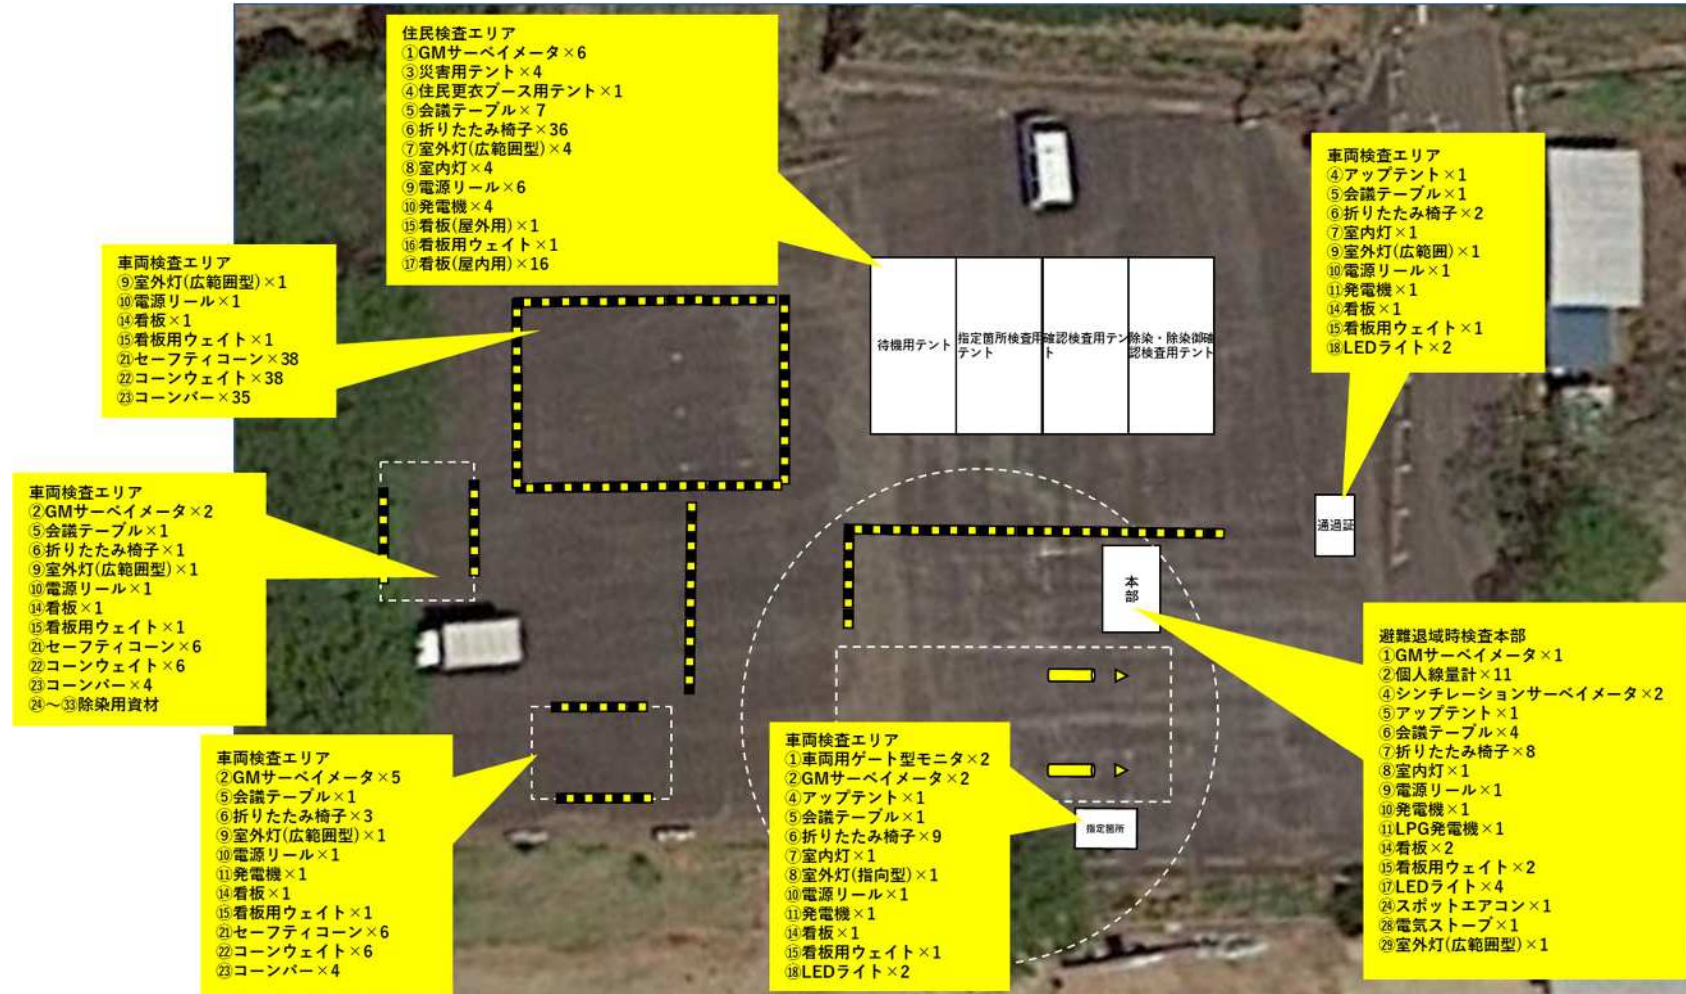 住民検査エリア
①GMサーベイメータ×6
③災害用テント×4
④住民更衣ブース用テント×1
⑤会議テーブル×7
⑥折りたたみ椅子×36
⑦室外灯(広範囲型)×4
⑧室内灯×4
⑨電源リール×6
⑩発電機×4
⑮看板(屋外用)×1
⑯看板用ウェイト×1
⑰看板(屋内用)×16
車両検査エリア
④アップテント×1
⑤会議テーブル×1
⑥折りたたみ椅子×2
⑦室内灯×1
⑨室外灯(広範囲)×1
⑩電源リール×1
⑪発電機×1
⑭看板×1
⑮看板用ウェイト×1
⑱LEDライト×2
車両検査エリア
⑨室外灯(広範囲型)×1
⑩電源リール×1
⑭看板×1
⑮看板用ウェイト×1
㉑セーフティコーン×38
㉒コーンウェイト×38
㉓コーンバー×35
待機用テント
指定箇所検査用
テント
確認検査用テン
ト
除染・除染御確
認検査用テント
車両検査エリア
②GMサーベイメータ×2
⑤会議テーブル×1
⑥折りたたみ椅子×1
⑨室外灯(広範囲型)×1
⑩電源リール×1
⑭看板×1
⑮看板用ウェイト×1
㉑セーフティコーン×6
㉒コーンウェイト×6
㉓コーンバー×4
㉔～㉝除染用資材
通過証
本
部
避難退域時検査本部
①GMサーベイメータ×1
②個人線量計×11
④シンチレーションサーベイメータ×2
⑤アップテント×1
⑥会議テーブル×4
⑦折りたたみ椅子×8
⑧室内灯×1
⑨電源リール×1
⑩発電機×1
⑪LPG発電機×1
⑭看板×2
⑮看板用ウェイト×2
⑰LEDライト×4
㉔スポットエアコン×1
㉘電気ストーブ×1
㉙室外灯(広範囲型)×1
車両検査エリア
②GMサーベイメータ×5
⑤会議テーブル×1
⑥折りたたみ椅子×3
⑨室外灯(広範囲型)×1
⑩電源リール×1
⑪発電機×1
⑭看板×1
⑮看板用ウェイト×1
㉑セーフティコーン×6
㉒コーンウェイト×6
㉓コーンバー×4
車両検査エリア
①車両用ゲート型モニタ×2
②GMサーベイメータ×2
④アップテント×1
⑤会議テーブル×1
⑥折りたたみ椅子×9
⑦室内灯×1
⑧室外灯(指向型)×1
⑩電源リール×1
⑪発電機×1
⑭看板×1
⑮看板用ウェイト×1
⑱LEDライト×2
指定箇所